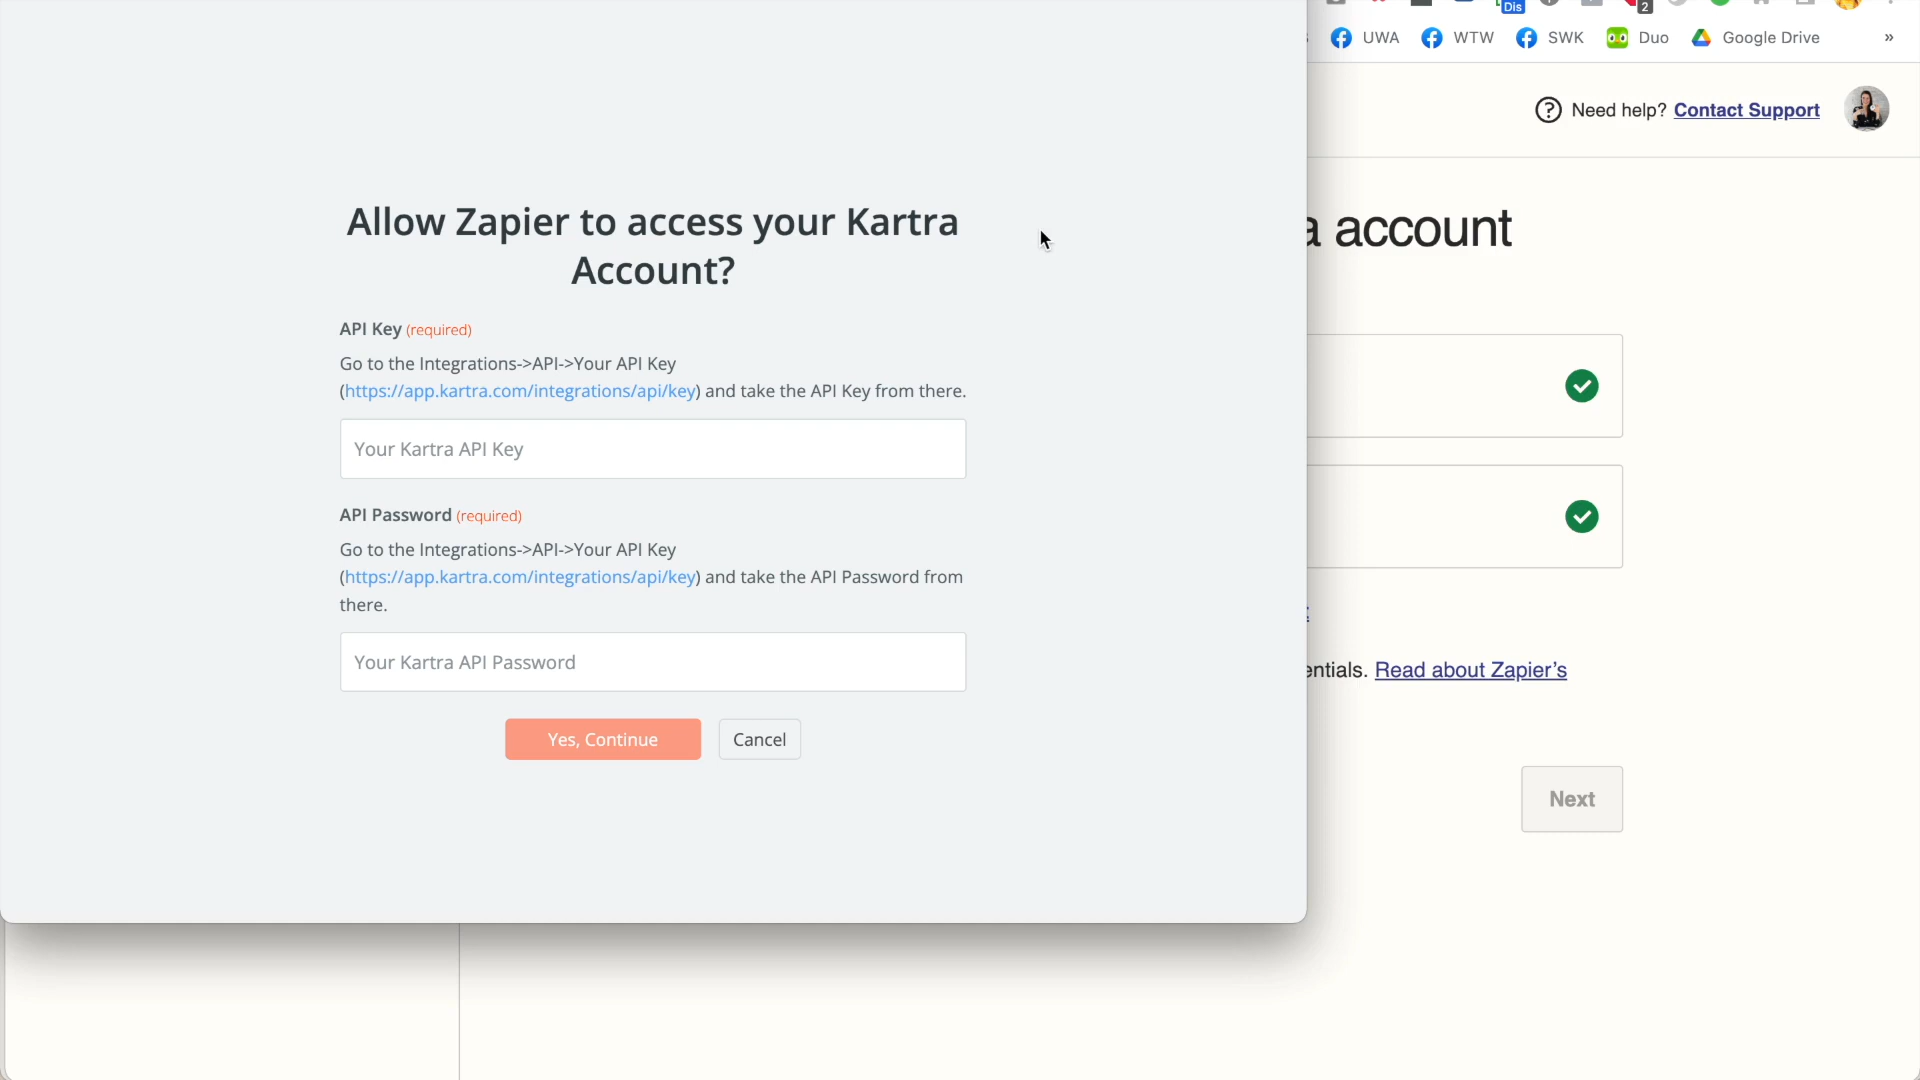 Dis
2
UWA
WTW
SWK
Duo
Google Drive
»
Need help? Contact Support
Allow Zapier to access your Kartra
Account?
a account
API Key (required)
Go to the Integrations->API->Your API Key
(https://app.kartra.com/integrations/api/key) and take the API Key from there.
Your Kartra API Key
API Password (required)
Go to the Integrations->API->Your API Key
(https://app.kartra.com/integrations/api/key) and take the API Password from
there.
Your Kartra API Password
entials. Read about Zapier’s
Yes, Continue
Cancel
Next